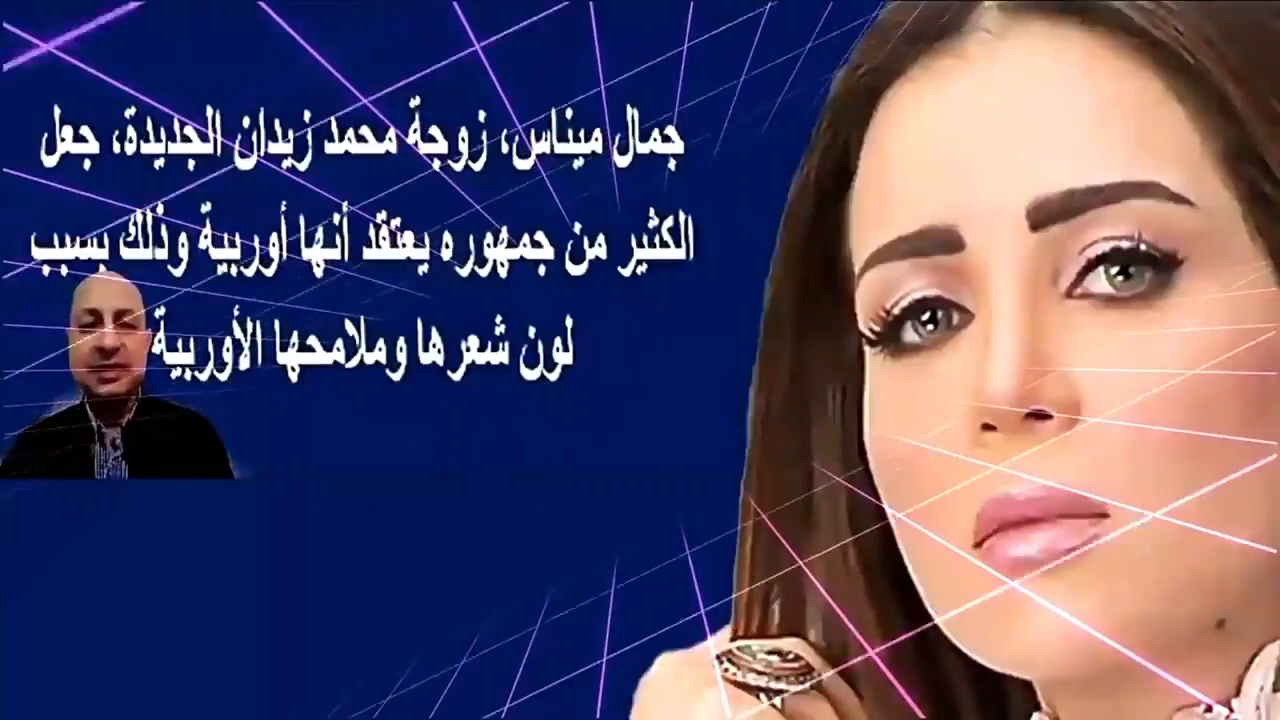 جمال ميناس، زوجة محمد زيدان الجديدة، جعل
الكثير من جمهوره يعتقد أنها أوربية وذلك بسبب
لون شعرها وملامحها الأوربية